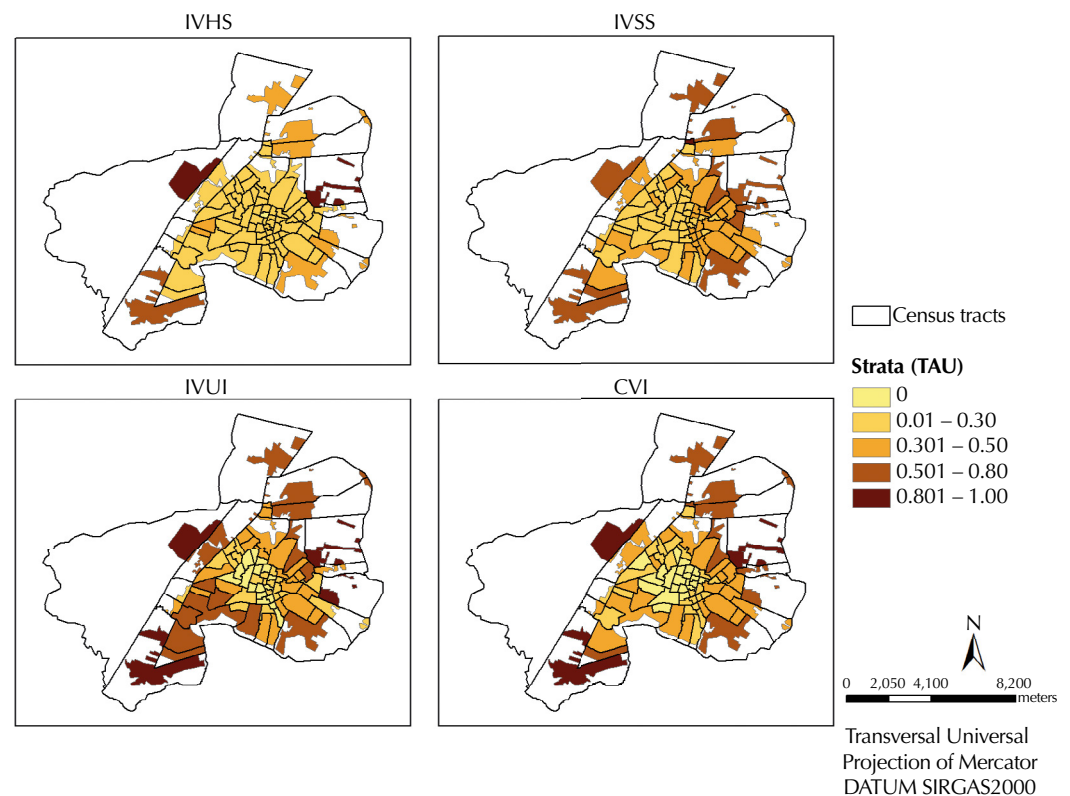 IVHS
IVSS
IVUI
CVI
Census tracts
Strata (TAU)
0
0.01 – 0.30
0.301 – 0.50
0.501 – 0.80
0.801 – 1.00
N
0 2,050 4,100 8,200
meters
Transversal Universal
Projection of Mercator
DATUM SIRGAS2000